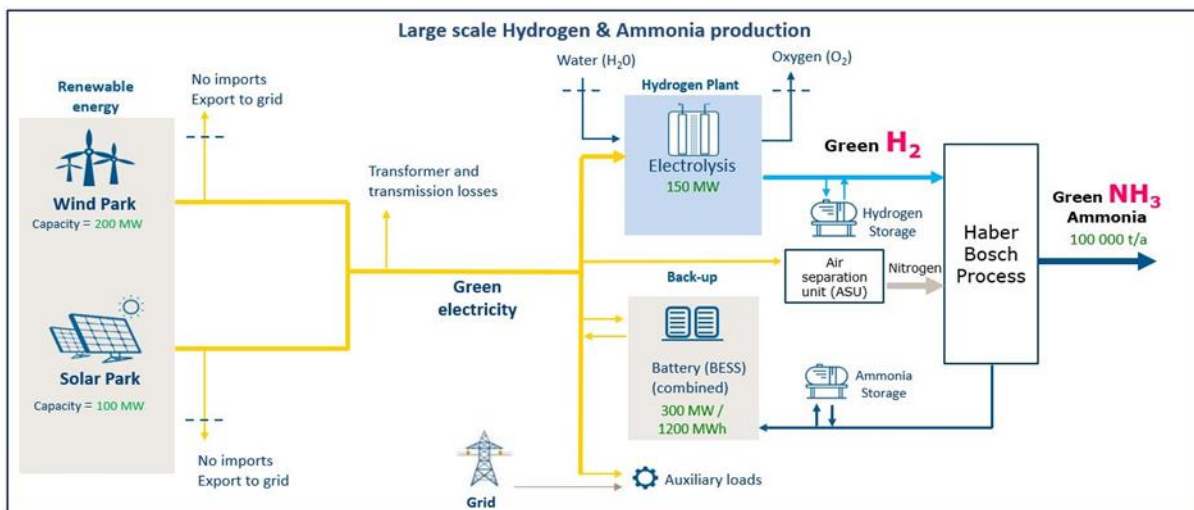 Large scale Hydrogen & Ammonia production
Renewable
energy
No imports
Export to grid
Wind Park
Capacity = 200 MW
Solar Park
Capacity = 100 MW
No imports
Export to grid
Transformer and
transmission losses
Green
electricity
Water (H20)
Oxygen (O2)
Hydrogen Plant
Electrolysis
150 MW
Green H2
Hydrogen
Storage
Air
separation
unit (ASU)
Nitrogen
Haber
Bosch
Process
Green NH3
Ammonia
100 000 t/a
Back-up
Battery (BESS)
(combined)
300 MW /
1200 MWh
Ammonia
Storage
Grid
Auxiliary loads